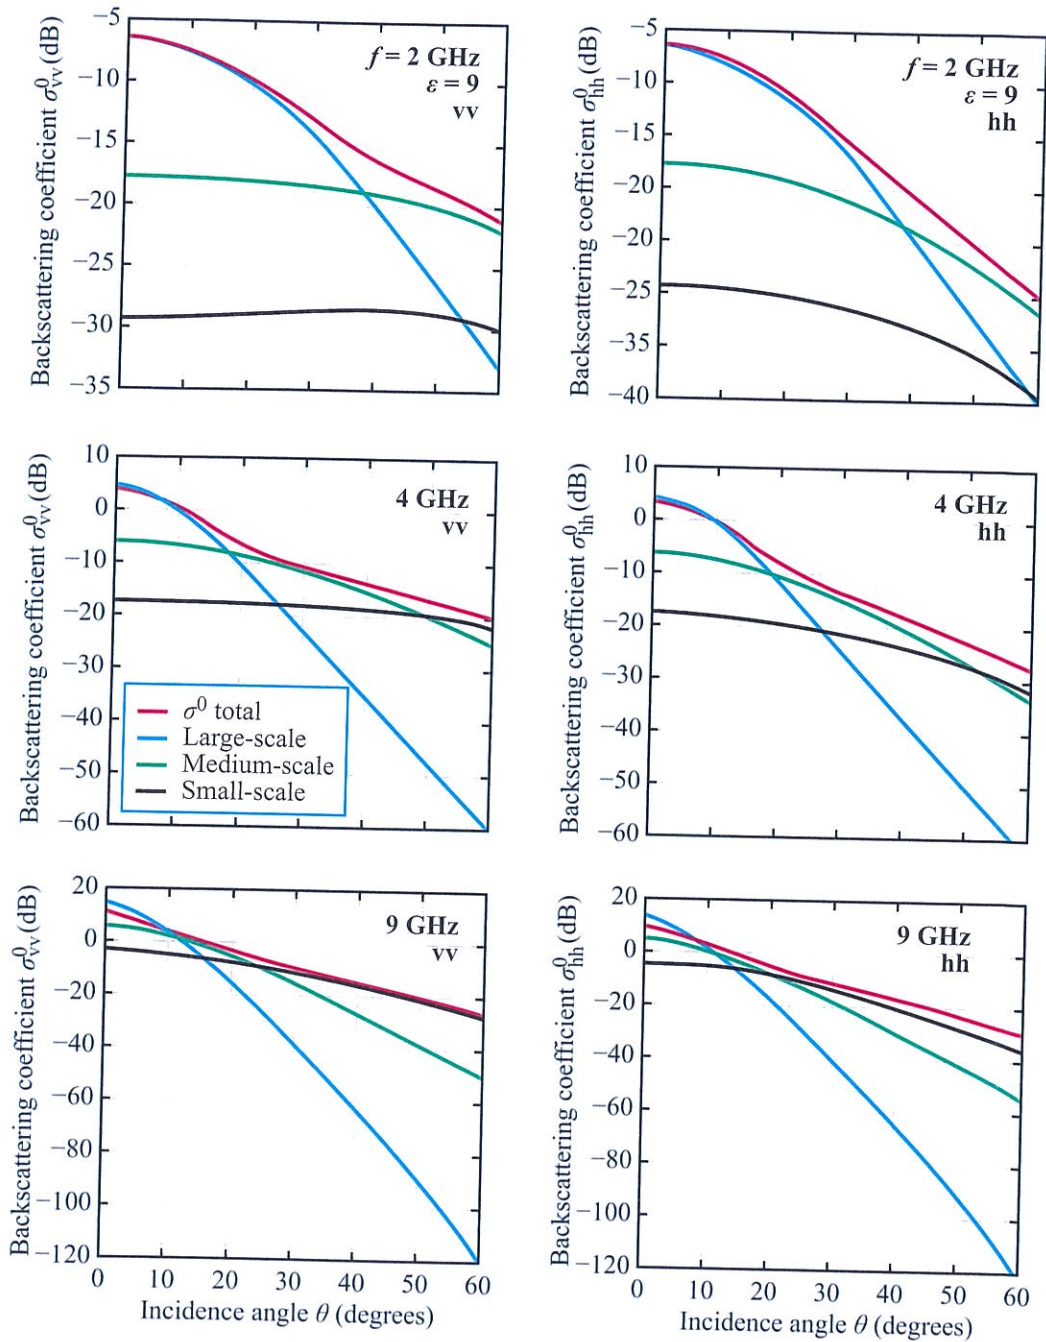 Backscattering coefficient σ⁰vv (dB)
−5
−10
−15
−20
−25
−30
−35
f = 2 GHz
ε = 9
vv
Backscattering coefficient σ⁰hh (dB)
−5
−10
−15
−20
−20
−25
−35
−40
f = 2 GHz
ε = 9
hh
Backscattering coefficient σ⁰vv (dB)
10
0
−10
−20
−30
−40
−50
−60
4 GHz
vv
σ⁰ total
Large-scale
Medium-scale
Small-scale
Backscattering coefficient σ⁰hh (dB)
10
0
−10
−20
−30
−40
−50
−60
4 GHz
hh
Backscattering coefficient σ⁰vv (dB)
20
0
−20
−40
−60
−80
−100
−120
9 GHz
vv
0 10 20 30 40 50 60
Incidence angle θ (degrees)
Backscattering coefficient σ⁰hh (dB)
20
0
−20
−40
−60
−80
−100
−120
9 GHz
hh
0 10 20 30 40 50 60
Incidence angle θ (degrees)